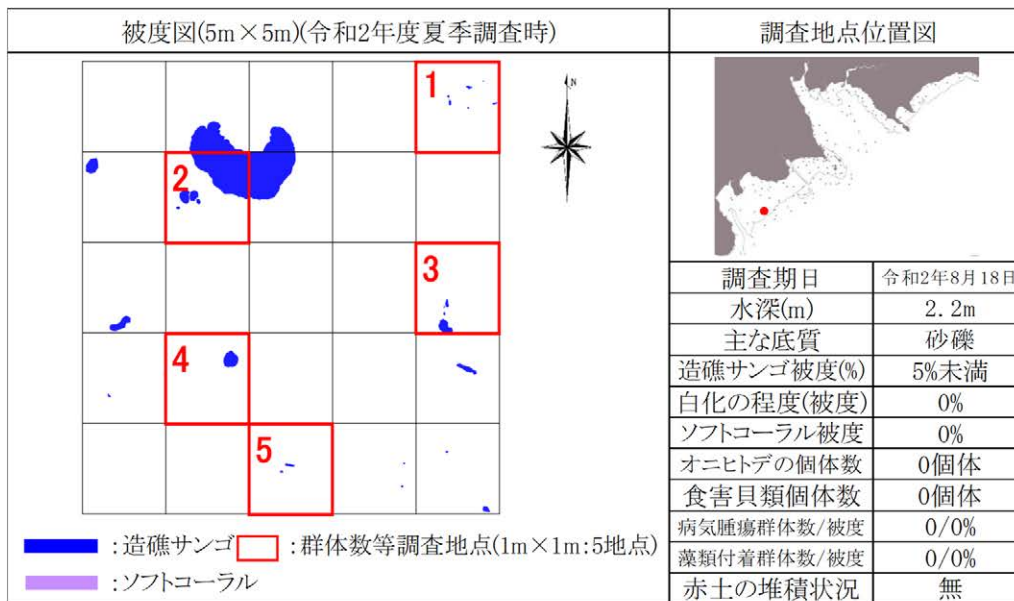 被度図(5m×5m)(令和2年度夏季調査時)
調査地点位置図
1
N
2
3
4
5
:造礁サンゴ :群体数等調査地点(1m×1m:5地点)
:ソフトコーラル
調査期日 令和2年8月18日
水深(m) 2.2m
主な底質 砂礫
造礁サンゴ被度(%) 5%未満
白化の程度(被度) 0%
ソフトコーラル被度 0%
オニヒトデの個体数 0個体
食害貝類個体数 0個体
病気腫瘍群体数/被度 0/0%
藻類付着群体数/被度 0/0%
赤土の堆積状況 無